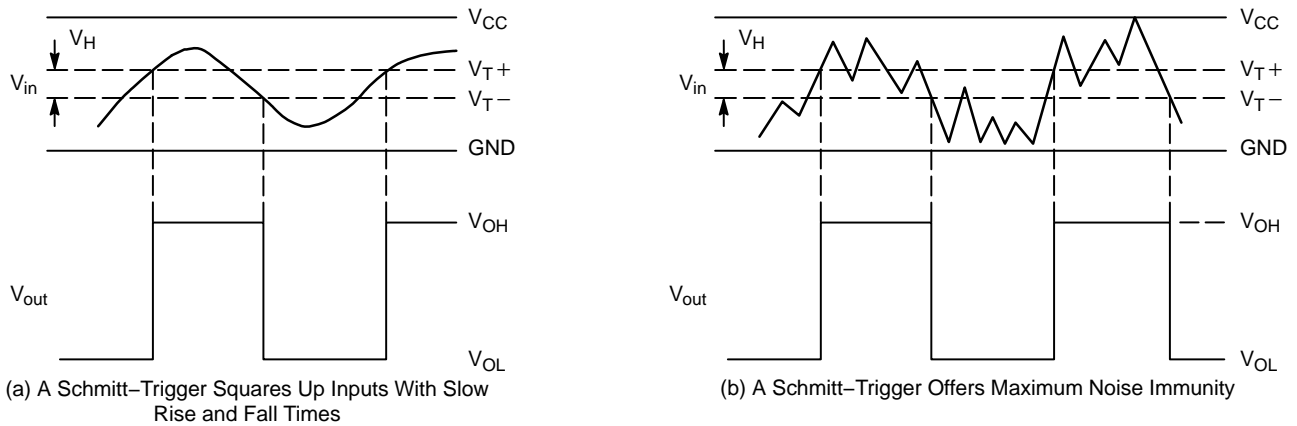 V_CC
V_H
V_in
V_T+
V_T−
GND
V_OH
V_out
V_OL
(a) A Schmitt−Trigger Squares Up Inputs With Slow
Rise and Fall Times
V_CC
V_H
V_in
V_T+
V_T−
GND
V_OH
V_out
V_OL
(b) A Schmitt−Trigger Offers Maximum Noise Immunity